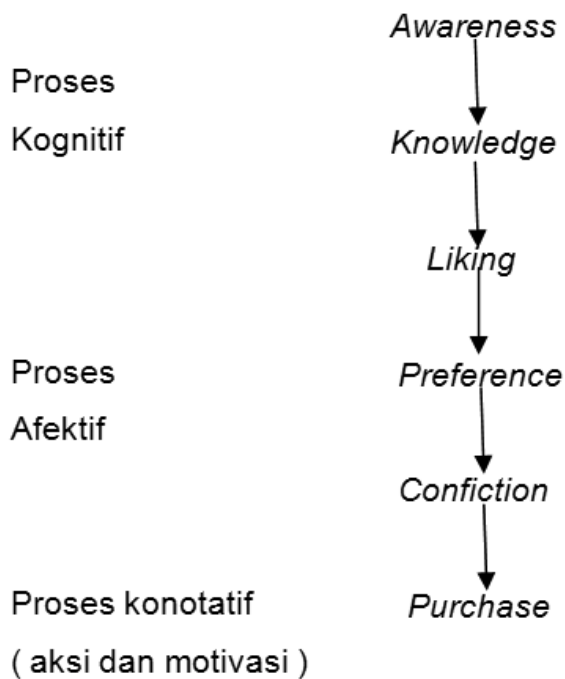 Awareness
Proses
Kognitif
Knowledge
Liking
Proses
Preference
Afektif
Confiction
Proses konotatif
Purchase
( aksi dan motivasi )